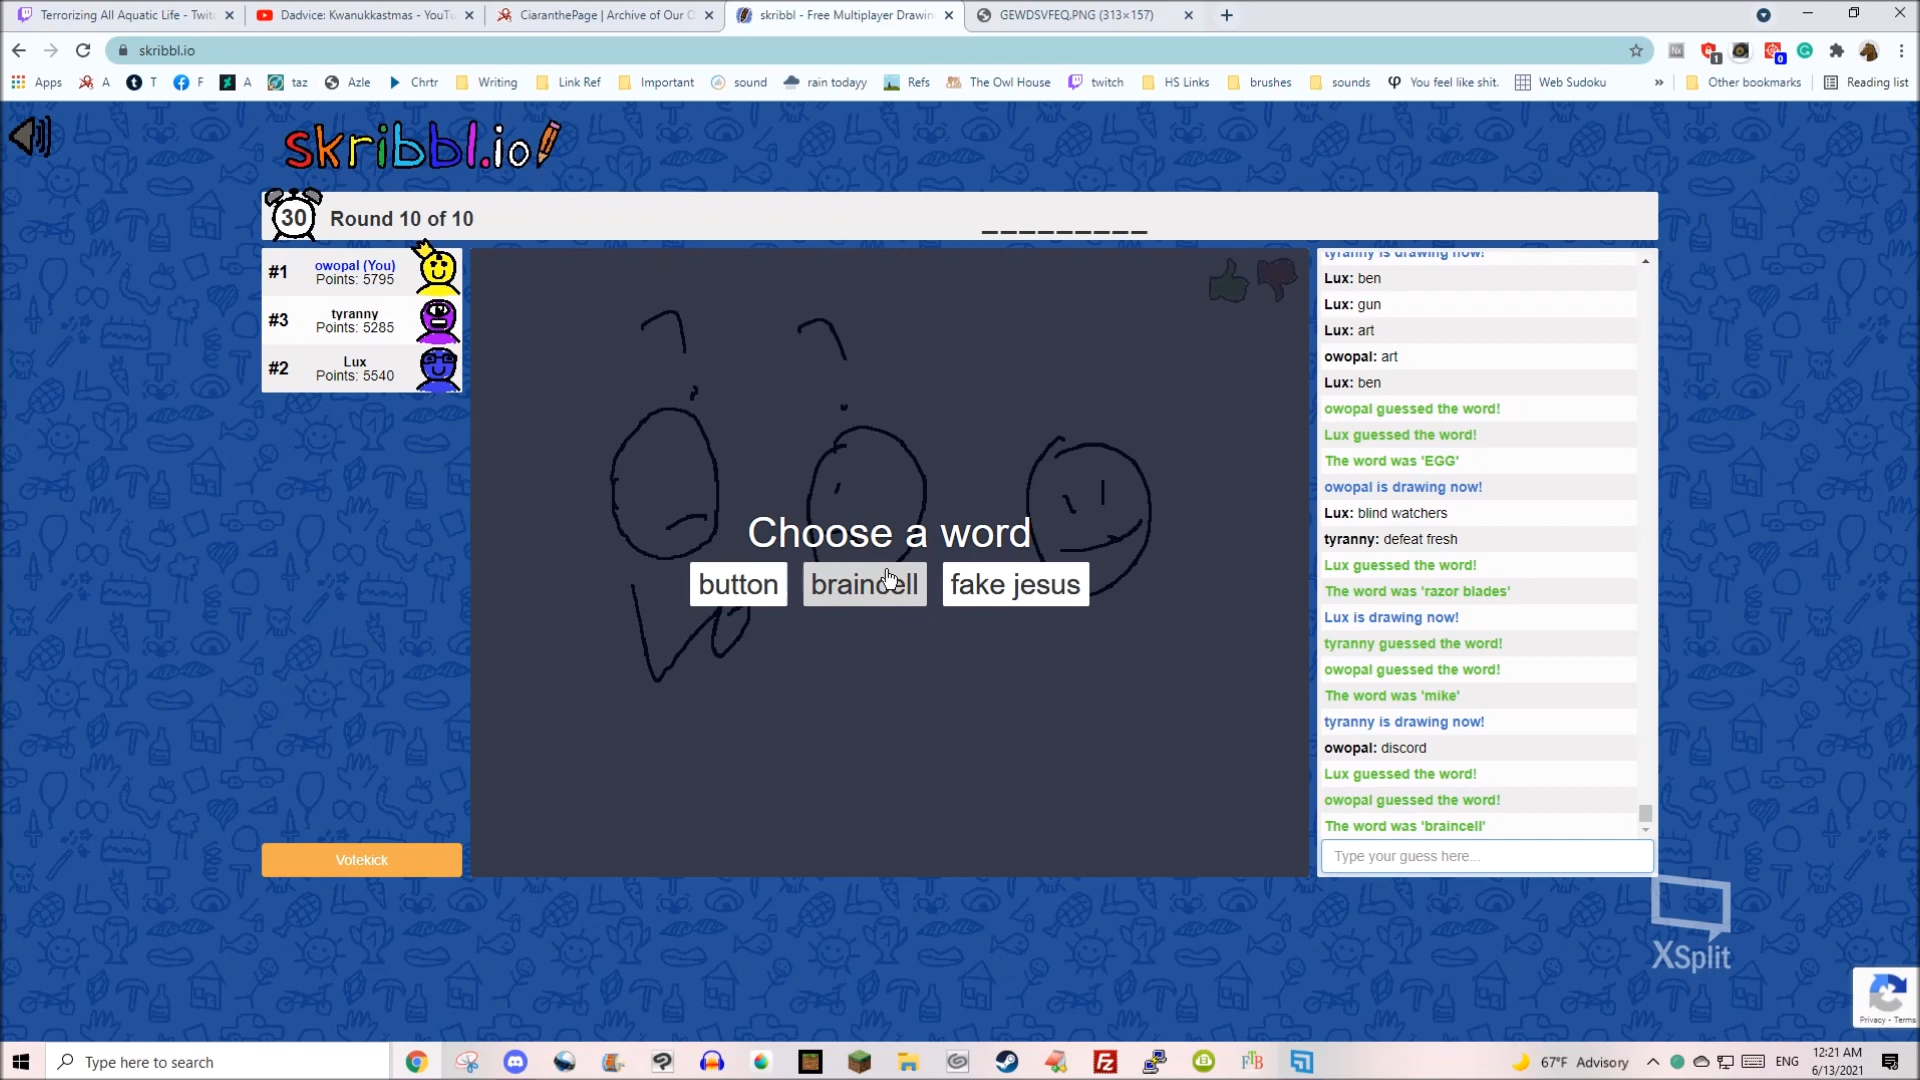 Terrorizing All Aquatic Life - Twit
Dadvice: Kwanukkastmas - YouTu
CiaranthePage | Archive of Our O
skribbl - Free Multiplayer Drawin
GEWDSVFEQ.PNG (313×157)
skribbl.io
Apps
A
T
F
A
taz
Azle
Chrtr
Writing
Link Ref
Important
sound
rain todayy
Refs
The Owl House
twitch
HS Links
brushes
sounds
You feel like shit.
Web Sudoku
»
Other bookmarks
Reading list
skribbl.io
30
Round 10 of 10
_________
#1
owopal (You)
Points: 5795
#3
tyranny
Points: 5285
#2
Lux
Points: 5540
Votekick
Choose a word
button
braincell
fake jesus
tyranny is drawing now!
Lux: ben
Lux: gun
Lux: art
owopal: art
Lux: ben
owopal guessed the word!
Lux guessed the word!
The word was 'EGG'
owopal is drawing now!
Lux: blind watchers
tyranny: defeat fresh
Lux guessed the word!
The word was 'razor blades'
Lux is drawing now!
tyranny guessed the word!
owopal guessed the word!
The word was 'mike'
tyranny is drawing now!
owopal: discord
Lux guessed the word!
owopal guessed the word!
The word was 'braincell'
Type your guess here...
XSplit
Privacy - Terms
Type here to search
67°F Advisory
ENG
12:21 AM
6/13/2021